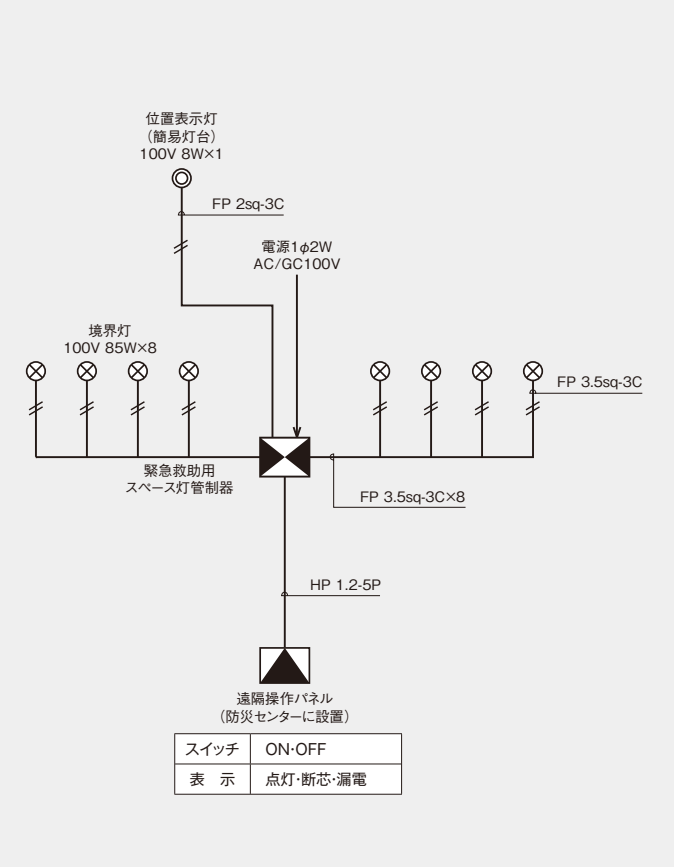 位置表示灯
（簡易灯台）
100V 8W×1
FP 2sq-3C
電源1φ2W
AC/GC100V
境界灯
100V 85W×8
FP 3.5sq-3C
緊急救助用
スペース灯管制器
FP 3.5sq-3C×8
HP 1.2-5P
遠隔操作パネル
（防災センターに設置）
スイッチ ON·OFF
表　示 点灯·断芯·漏電